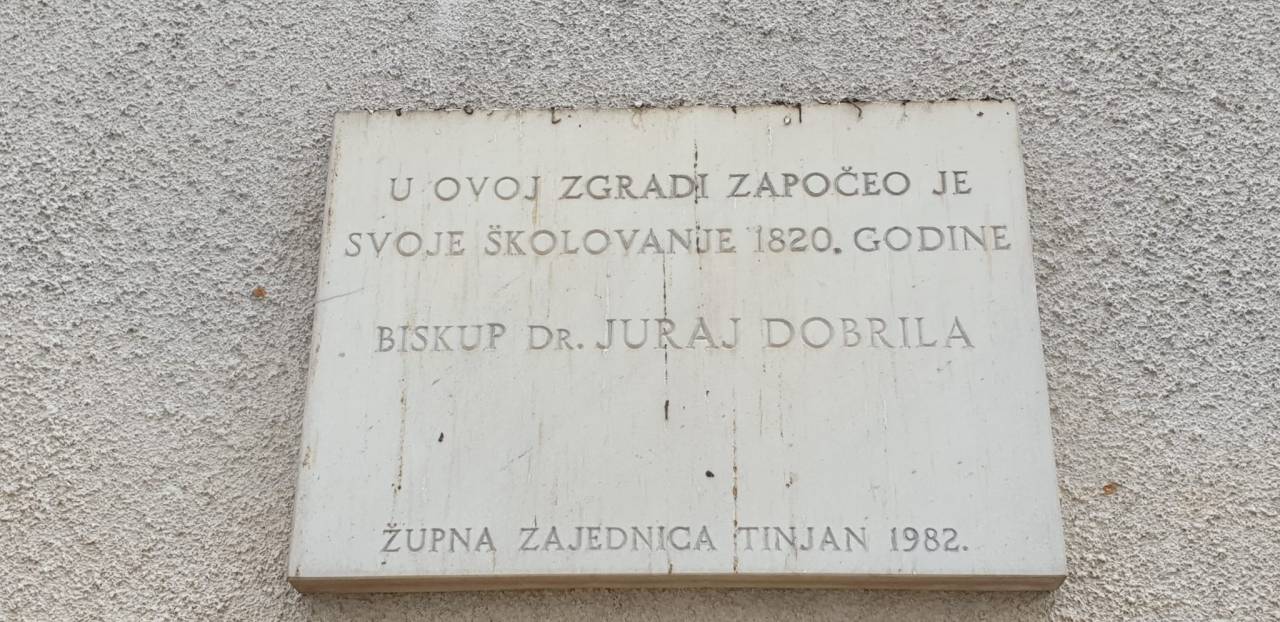 U OVOJ ZGRADI ZAPOČEO JE
SVOJE ŠKOLOVANJE 1820. GODINE
BISKUP DR. JURAJ DOBRILA
ŽUPNA ZAJEDNICA TINJAN 1982.